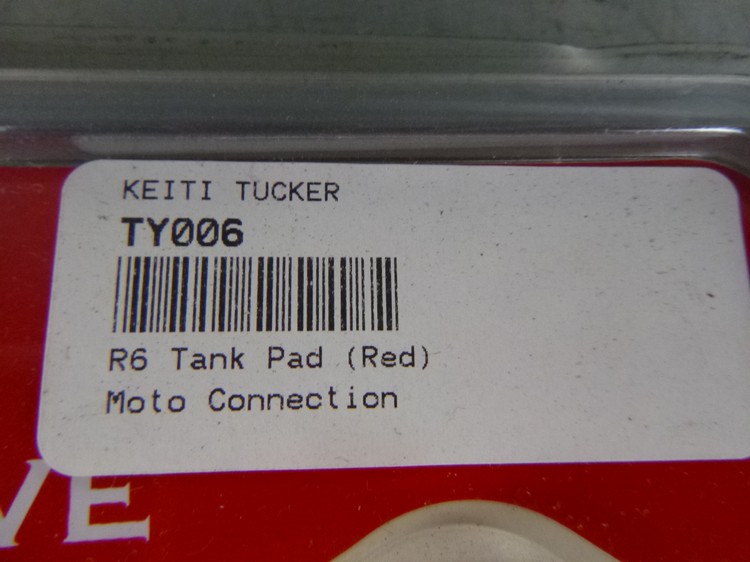 KEITI TUCKER
TY006
R6 Tank Pad (Red)
Moto Connection
VE